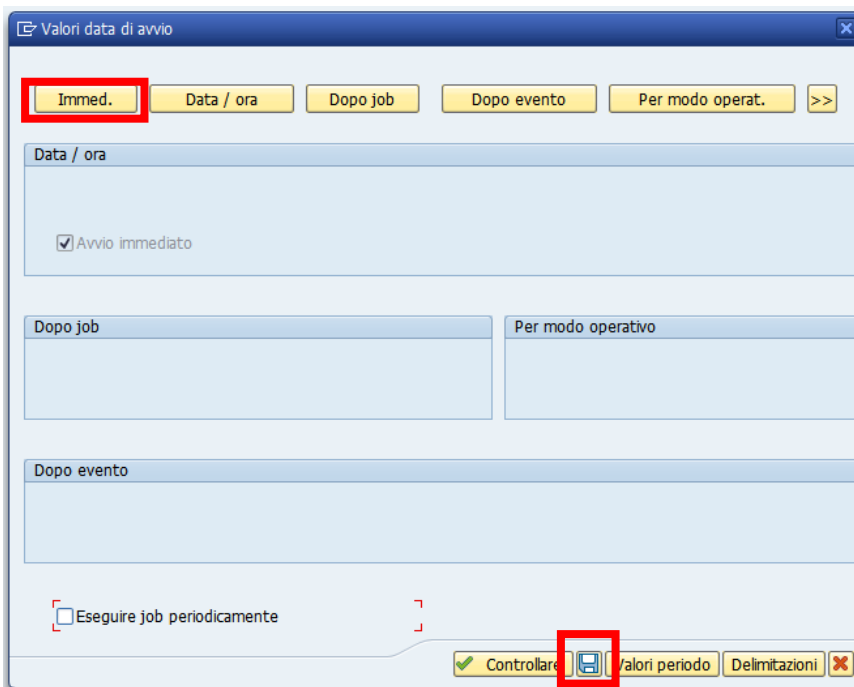 Valori data di avvio
Immed. Data / ora Dopo job Dopo evento Per modo operat. >>
Data / ora
Avvio immediato
Dopo job Per modo operativo
Dopo evento
Eseguire job periodicamente
Controllare Valori periodo Delimitazioni